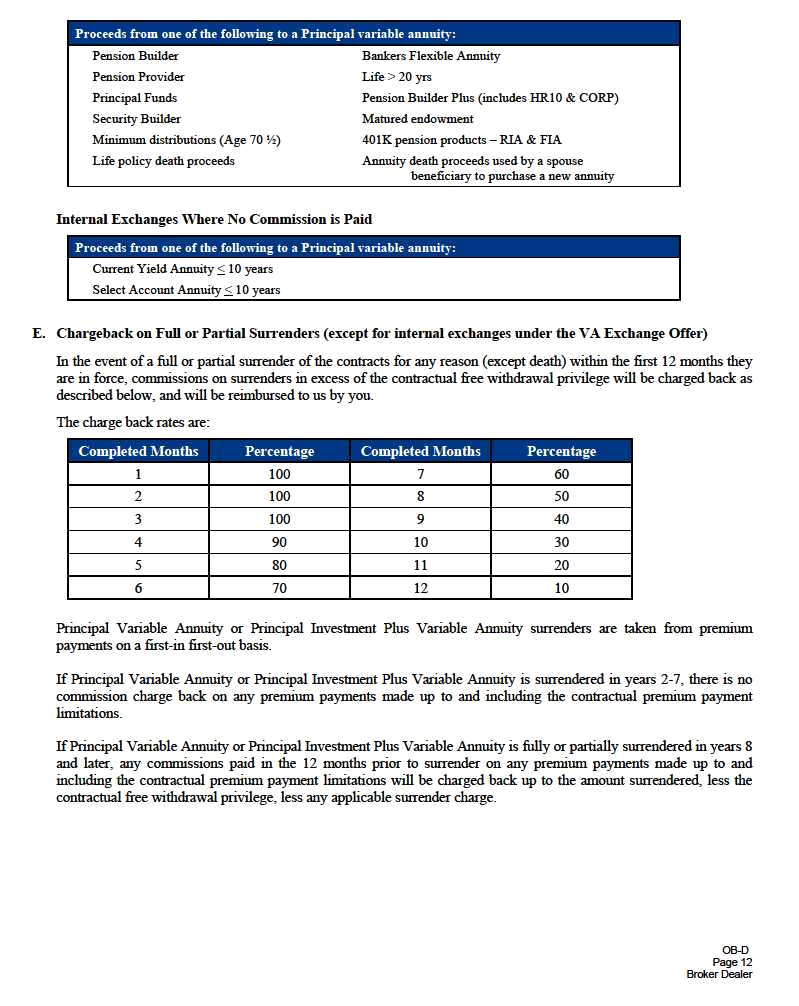 Proceeds from one of the following to a Principal variable annuity:
Pension Builder Bankers Flexible Annuity
Pension Provider Life > 20 yrs
Principal Funds Pension Builder Plus (includes HR10 & CORP)
Security Builder Matured endowment
Minimum distributions (Age 70 ½) 401K pension products – RIA & FIA
Life policy death proceeds Annuity death proceeds used by a spouse
beneficiary to purchase a new annuity
Internal Exchanges Where No Commission is Paid
Proceeds from one of the following to a Principal variable annuity:
Current Yield Annuity ≤ 10 years
Select Account Annuity ≤ 10 years
E. Chargeback on Full or Partial Surrenders (except for internal exchanges under the VA Exchange Offer)
In the event of a full or partial surrender of the contracts for any reason (except death) within the first 12 months they
are in force, commissions on surrenders in excess of the contractual free withdrawal privilege will be charged back as
described below, and will be reimbursed to us by you.
The charge back rates are:
Completed Months Percentage Completed Months Percentage
1 100 7 60
2 100 8 50
3 100 9 40
4 90 10 30
5 80 11 20
6 70 12 10
Principal Variable Annuity or Principal Investment Plus Variable Annuity surrenders are taken from premium
payments on a first-in first-out basis.
If Principal Variable Annuity or Principal Investment Plus Variable Annuity is surrendered in years 2-7, there is no
commission charge back on any premium payments made up to and including the contractual premium payment
limitations.
If Principal Variable Annuity or Principal Investment Plus Variable Annuity is fully or partially surrendered in years 8
and later, any commissions paid in the 12 months prior to surrender on any premium payments made up to and
including the contractual premium payment limitations will be charged back up to the amount surrendered, less the
contractual free withdrawal privilege, less any applicable surrender charge.
OB-D
Page 12
Broker Dealer